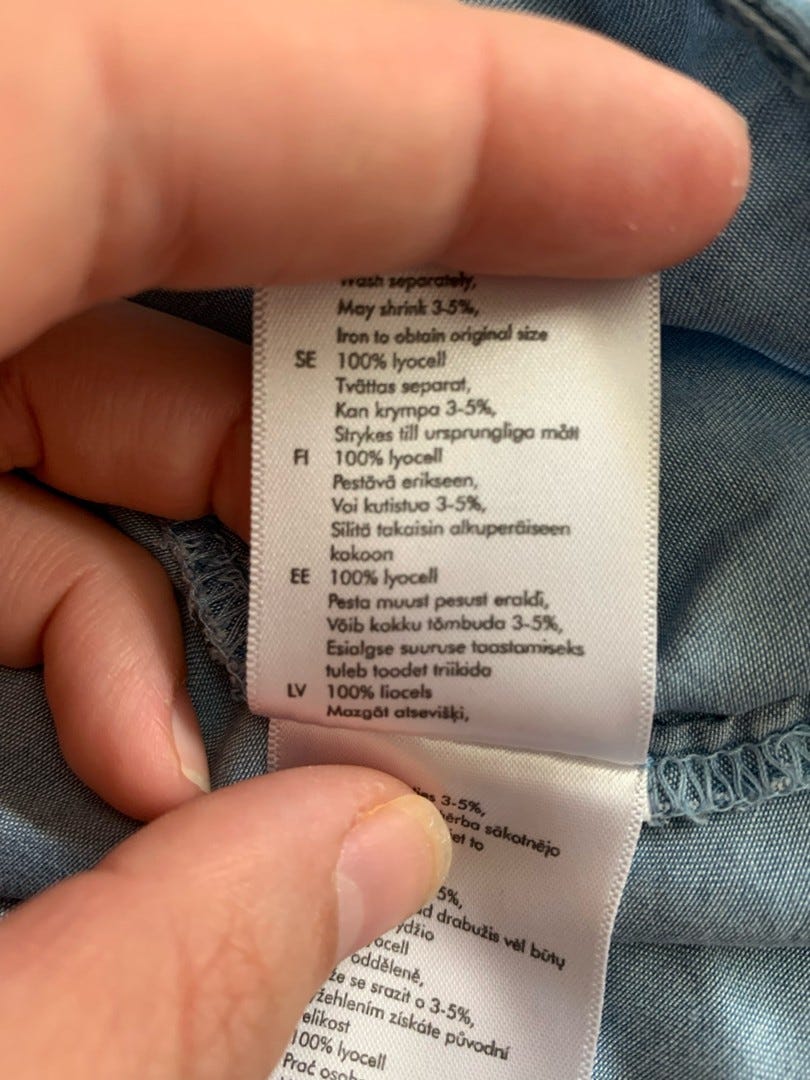 Wash separately,
May shrink 3-5%,
Iron to obtain original size
SE 100% lyocell
Tvättas separat,
Kan krympa 3-5%,
Strykes till ursprungliga mått
FI 100% lyocell
Pestävä erikseen,
Voi kutistua 3-5%,
Silitä takaisin alkuperäiseen
kokoon
EE 100% lyocell
Pesta muust pesust eraldi,
Võib kokku tõmbuda 3-5%,
Esialgse suuruse taastamiseks
tuleb toodet triikida
LV 100% liocels
Mazgāt atsevišķi,
3-5%,
sākotnējo
to
5%,
drabužis vėl būtų
odděleně,
se srazit o 3-5%,
žehlením získáte původní
100% lyocell
Prać